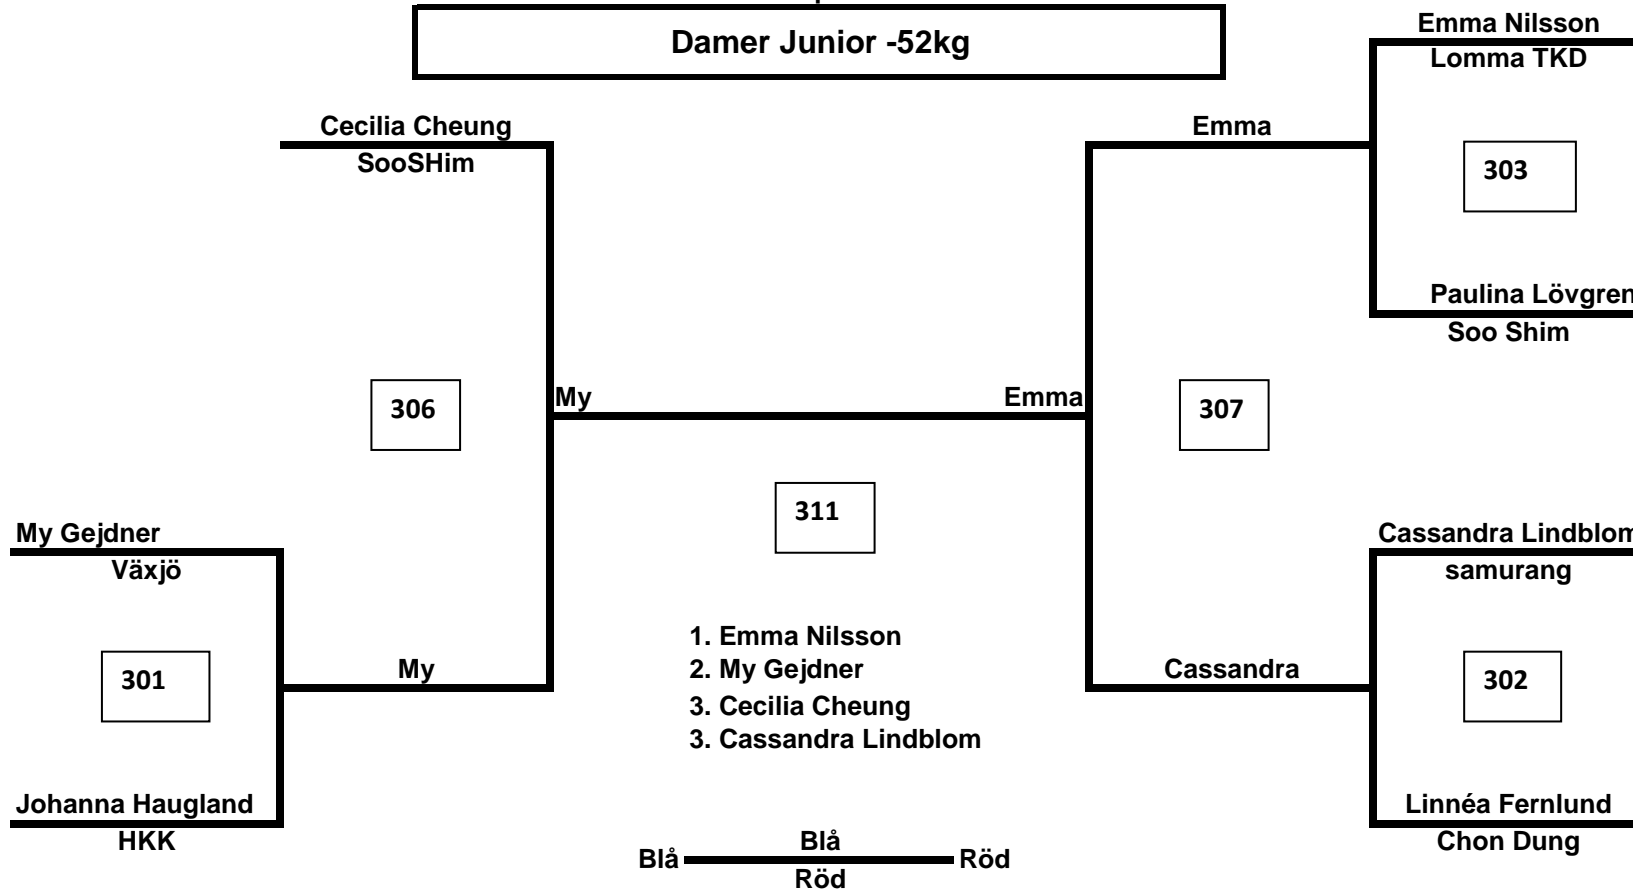 Damer Junior -52kg
Emma Nilsson
Lomma TKD
Cecilia Cheung
SooSHim
Emma
303
Paulina Lövgren
Soo Shim
306
My
Emma
307
311
My Gejdner
Växjö
Cassandra Lindblom
samurang
301
My
1. Emma Nilsson
2. My Gejdner
3. Cecilia Cheung
3. Cassandra Lindblom
Cassandra
302
Johanna Haugland
HKK
Linnéa Fernlund
Chon Dung
Blå
Blå
Röd
Röd